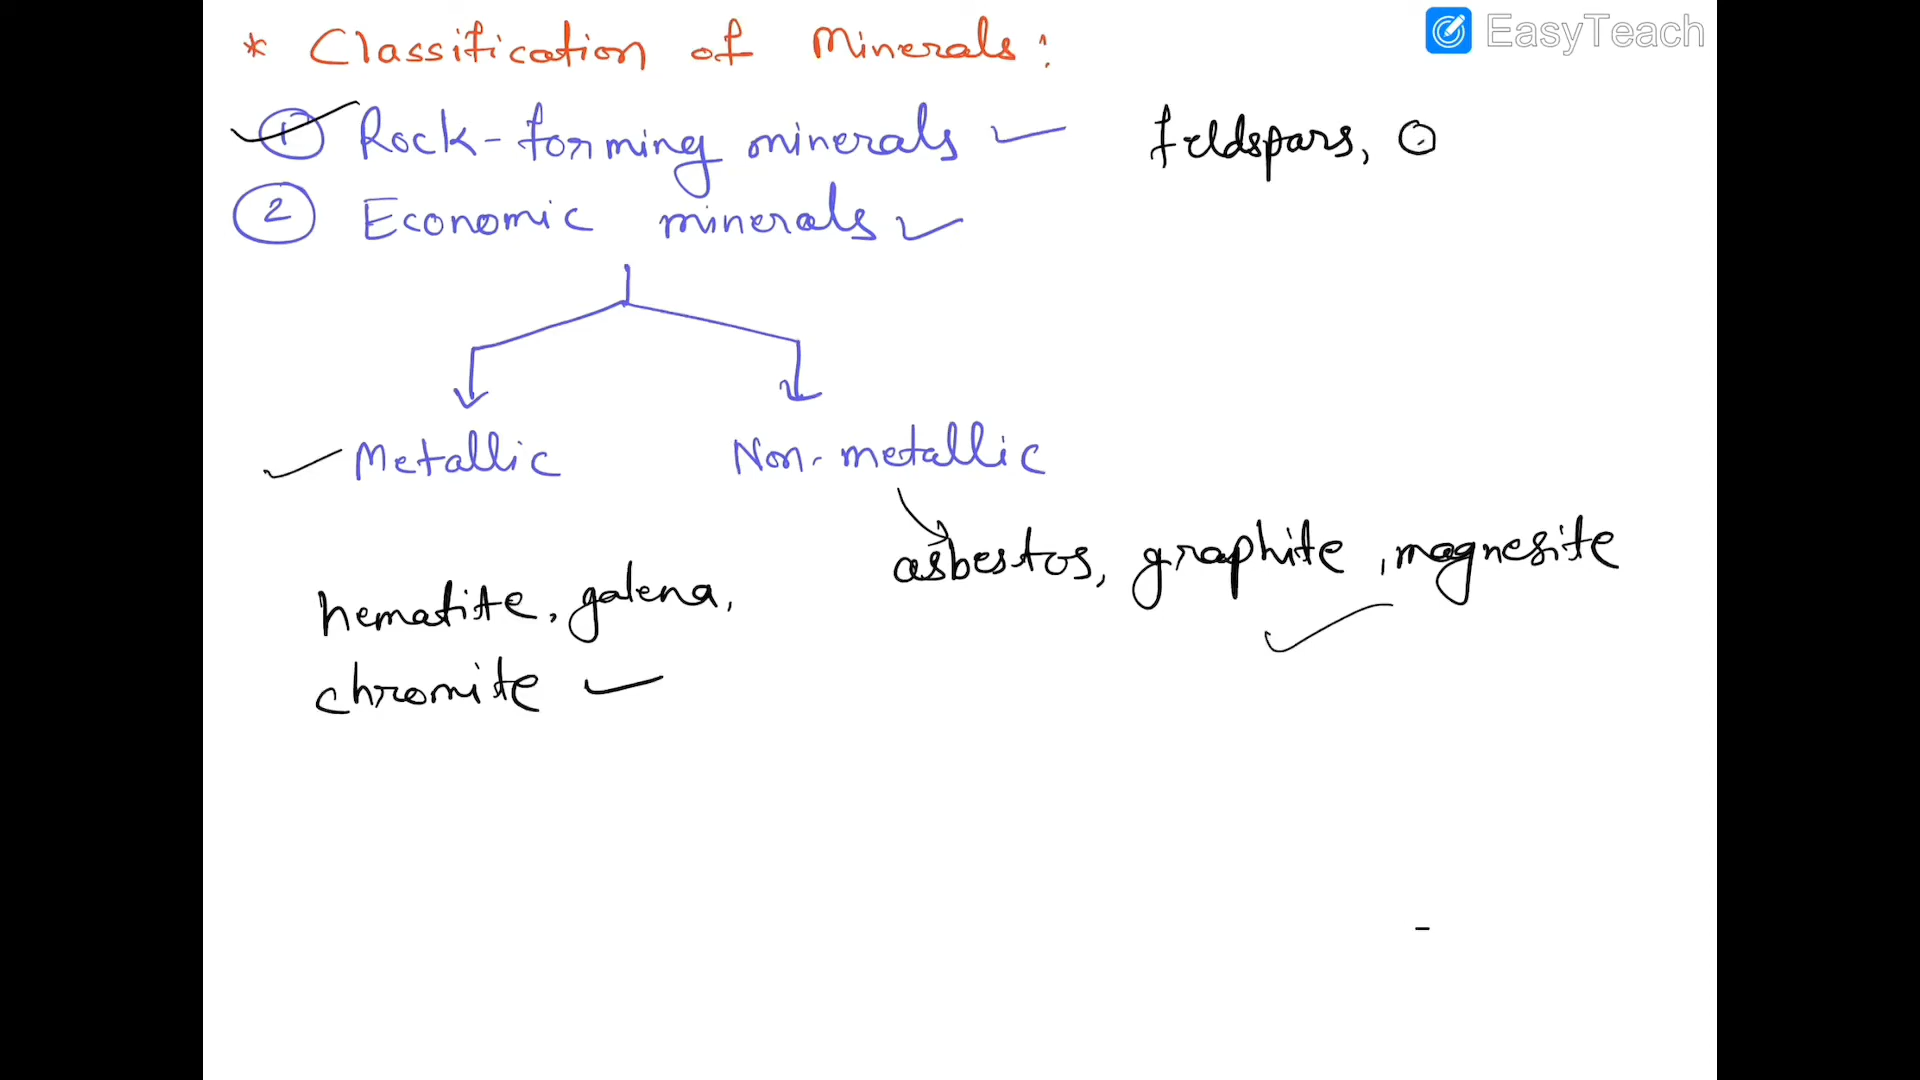 * Classification of Minerals:
EasyTeach
1 Rock-forming minerals feldspars,
2 Economic minerals
Metallic Non-metallic
asbestos, graphite, magnesite
hematite, galena,
chromite